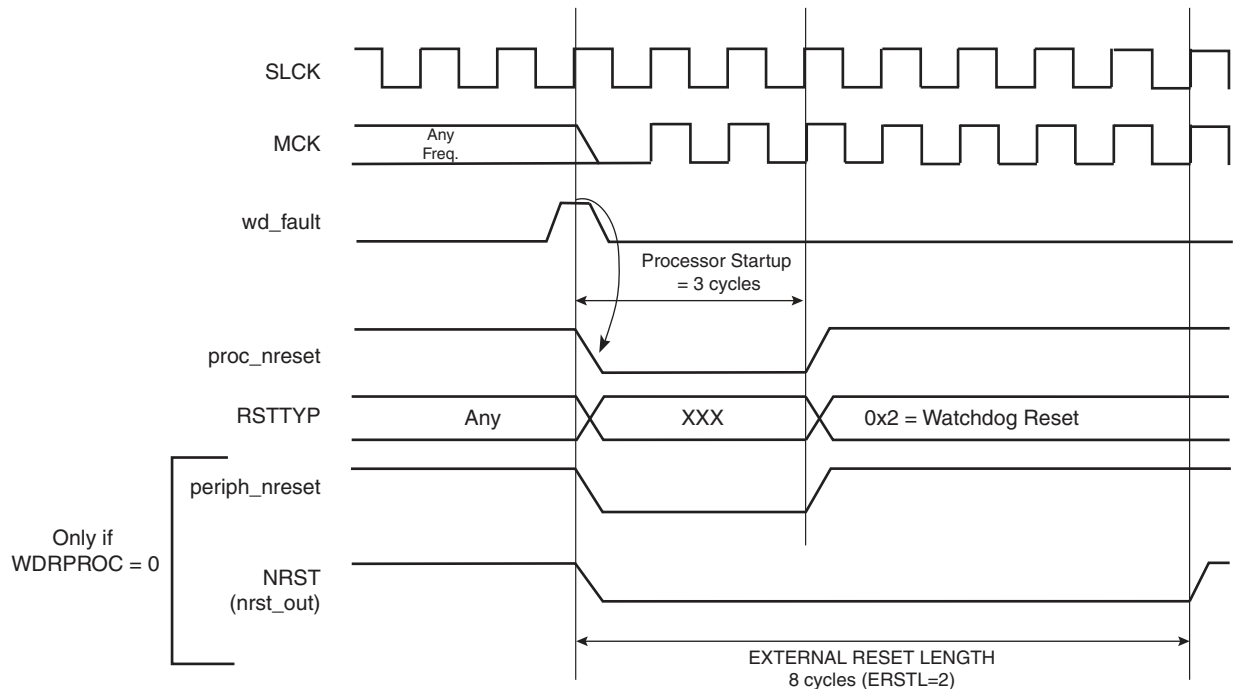 SLCK
MCK
Any
Freq.
wd_fault
Processor Startup
= 3 cycles
proc_nreset
RSTTYP
Any
XXX
0x2 = Watchdog Reset
periph_nreset
Only if
WDRPROC = 0
NRST
(nrst_out)
EXTERNAL RESET LENGTH
8 cycles (ERSTL=2)